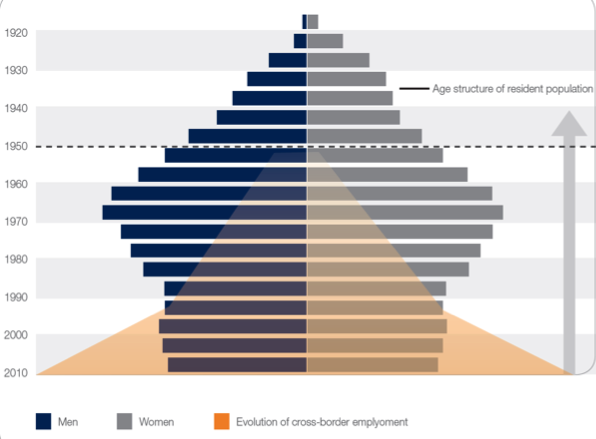 1920
1930
Age structure of resident population
1940
1950
1960
1970
1980
1990
2000
2010
Men
Women
Evolution of cross-border emplyoment